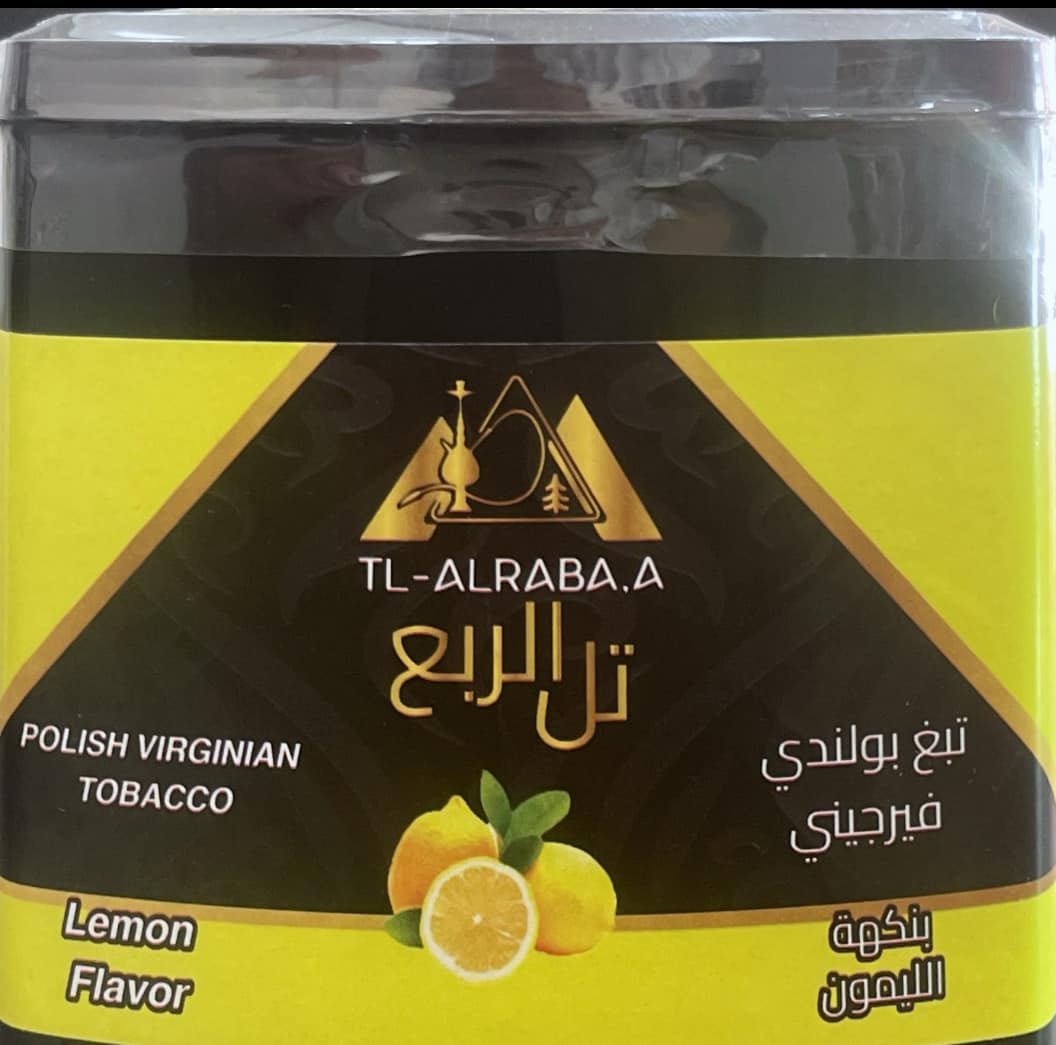 TL-ALRABA,A
تل الربع
POLISH VIRGINIAN
TOBACCO
تبغ بولندي
فيرجيني
Lemon
Flavor
بنكهة
الليمون